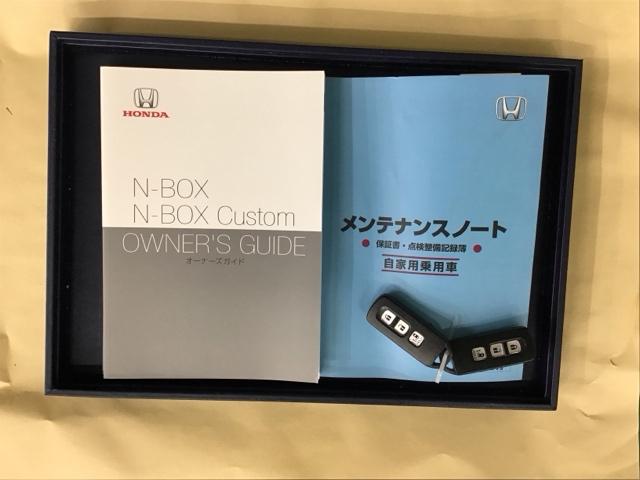 HONDA
N-BOX
N-BOX Custom
OWNER'S GUIDE
オーナーズガイド
メンテナンスノート
● 保証書・点検整備記録簿 ●
自家用乗用車